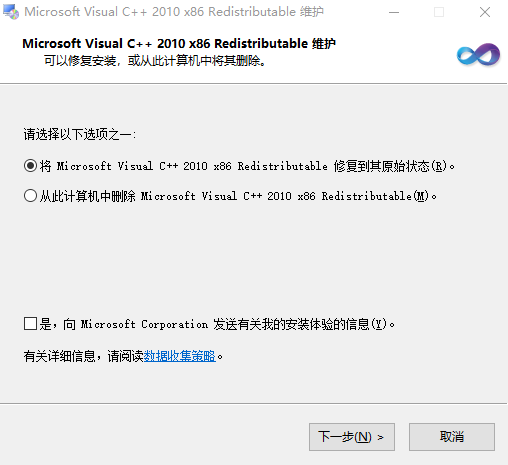 Microsoft Visual C++ 2010 x86 Redistributable 维护
Microsoft Visual C++ 2010 x86 Redistributable 维护
可以修复安装，或从此计算机中将其删除。
请选择以下选项之一:
将 Microsoft Visual C++ 2010 x86 Redistributable 修复到其原始状态(R)。
从此计算机中删除 Microsoft Visual C++ 2010 x86 Redistributable(M)。
是，向 Microsoft Corporation 发送有关我的安装体验的信息(Y)。
有关详细信息，请阅读数据收集策略。
下一步(N) > 取消